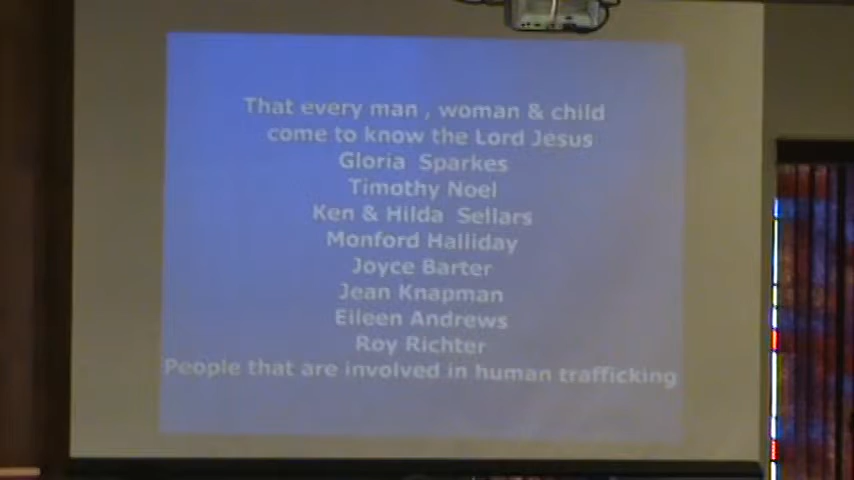 That every man , woman & child
come to know the Lord Jesus
Gloria Sparkes
Timothy Noel
Ken & Hilda Sellars
Monford Halliday
Joyce Barter
Jean Knapman
Eileen Andrews
Roy Richter
People that are involved in human trafficking